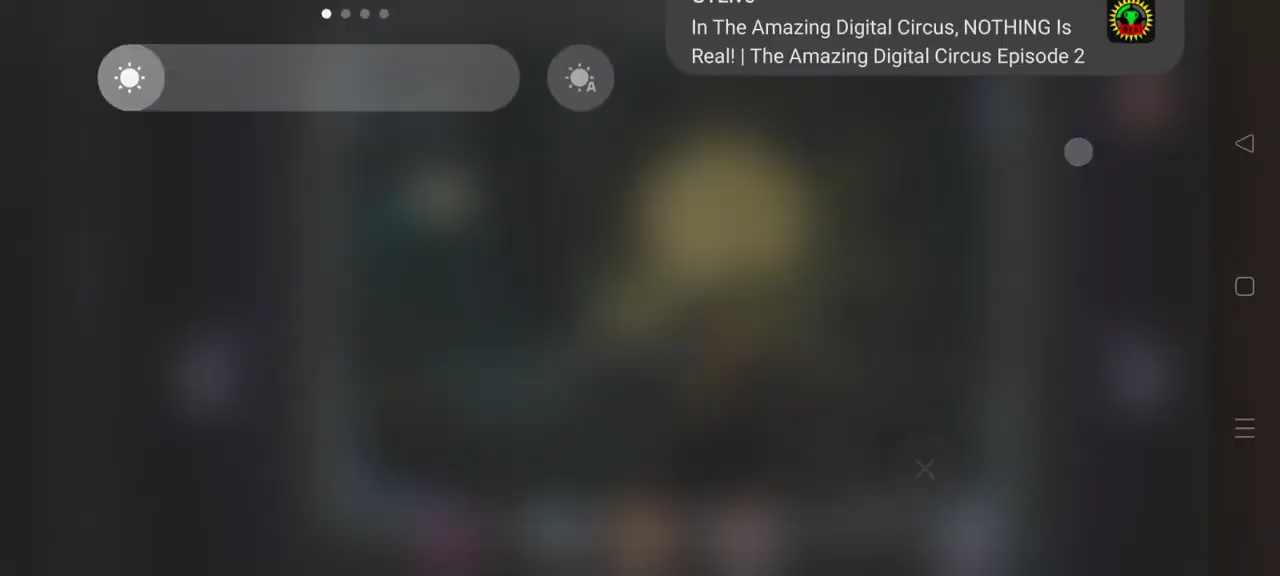 In The Amazing Digital Circus, NOTHING Is
Real! | The Amazing Digital Circus Episode 2